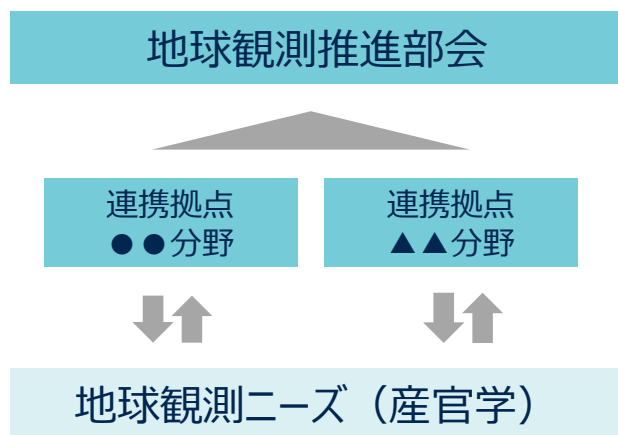 地球観測推進部会
連携拠点
●●分野
連携拠点
▲▲分野
地球観測ニーズ（産官学）